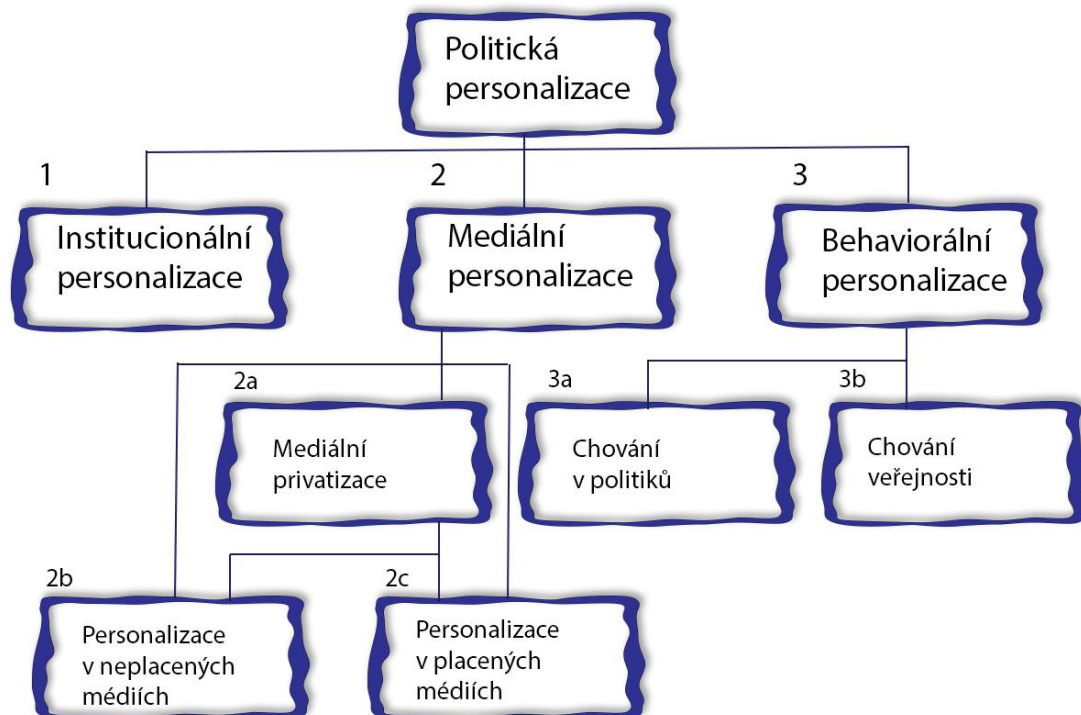 Politická
personalizace
1
Institucionální
personalizace
2
Mediální
personalizace
3
Behaviorální
personalizace
2a
Mediální
privatizace
3a
Chování
v politiků
3b
Chování
veřejnosti
2b
Personalizace
v neplacených
médiích
2c
Personalizace
v placených
médiích